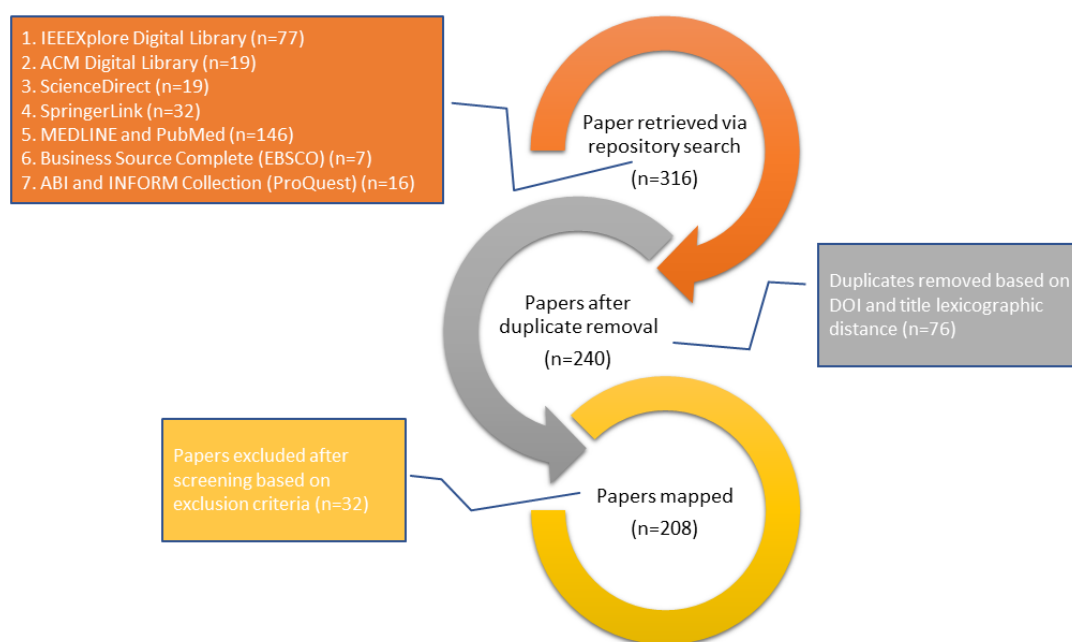 1. IEEEXplore Digital Library (n=77)
2. ACM Digital Library (n=19)
3. ScienceDirect (n=19)
4. SpringerLink (n=32)
5. MEDLINE and PubMed (n=146)
6. Business Source Complete (EBSCO) (n=7)
7. ABI and INFORM Collection (ProQuest) (n=16)
Paper retrieved via
repository search
(n=316)
Duplicates removed based on
DOI and title lexicographic
distance (n=76)
Papers after
duplicate removal
(n=240)
Papers excluded after
screening based on
exclusion criteria (n=32)
Papers mapped
(n=208)